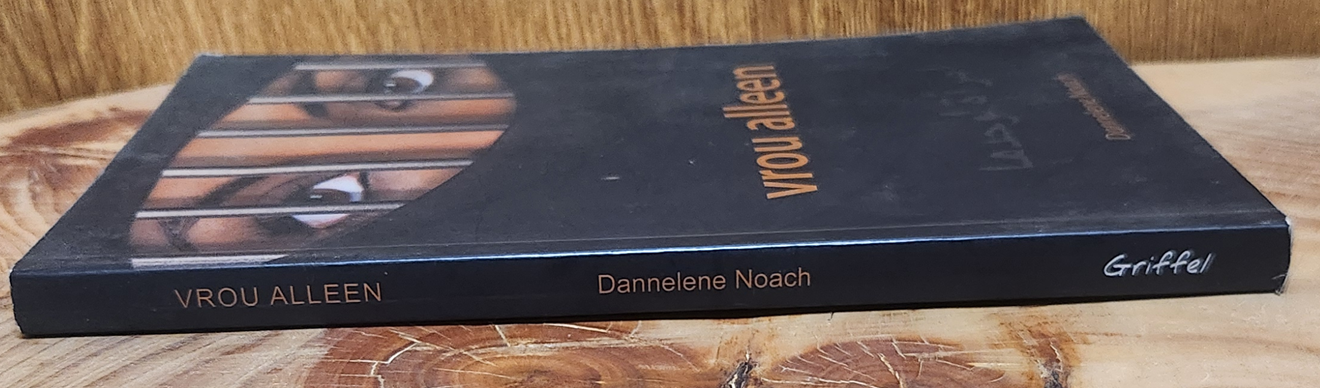 VROU ALLEEN
Dannelene Noach
Griffel
vrou alleen
Dannelene Noach